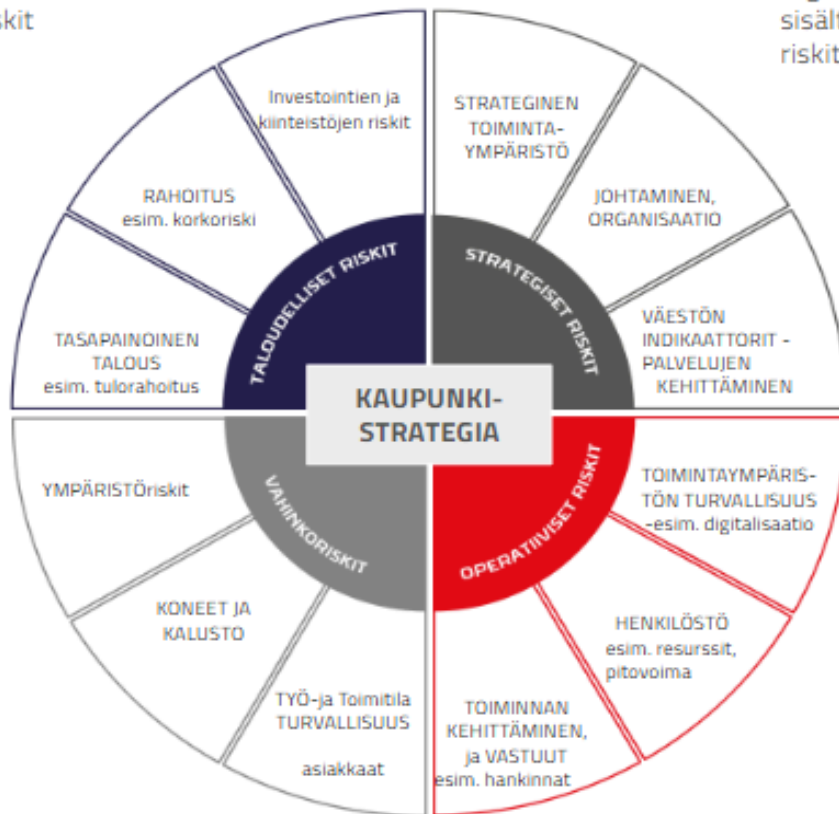 skit
sisält
riskit
Investointien ja
kiinteistöjen riskit
RAHOITUS
esim. korkoriski
TASAPAINOINEN
TALOUS
esim. tulorahoitus
TALOUDELLISET RISKIT
STRATEGINEN
TOIMINTA-
YMPÄRISTÖ
JOHTAMINEN,
ORGANISAATIO
VÄESTÖN
INDIKAATTORIT -
PALVELUJEN
KEHITTÄMINEN
STRATEGISET RISKIT
KAUPUNKI-
STRATEGIA
YMPÄRISTÖriskit
KONEET JA
KALUSTO
TYÖ-ja Toimitila
TURVALLISUUS
asiakkaat
VAHINKORISKIT
TOIMINTAYMPÄRIS-
TÖN TURVALLISUUS
-esim. digitalisaatio
HENKILÖSTÖ
esim. resurssit,
pitovoima
TOIMINNAN
KEHITTÄMINEN,
ja VASTUUT
esim. hankinnat
OPERATIIVISET RISKIT